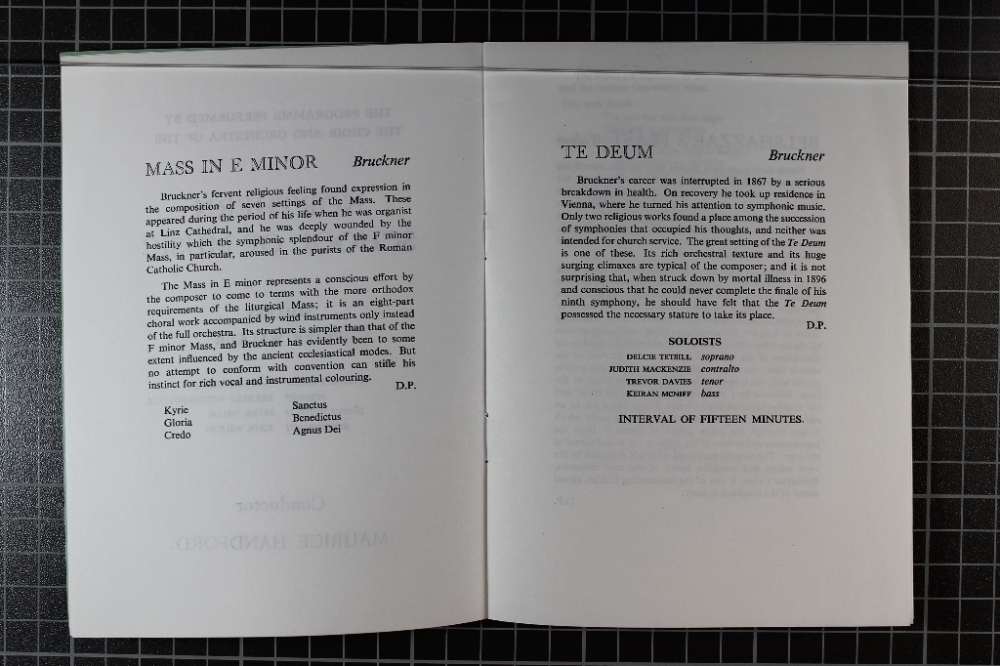 MASS IN E MINOR Bruckner
Bruckner's fervent religious feeling found expression in
the composition of seven settings of the Mass. These
appeared during the period of his life when he was organist
at Linz Cathedral, and he was deeply wounded by the
hostility which the symphonic splendour of the F minor
Mass, in particular, aroused in the purists of the Roman
Catholic Church.
The Mass in E minor represents a conscious effort by
the composer to come to terms with the more orthodox
requirements of the liturgical Mass; it is an eight-part
choral work accompanied by wind instruments only instead
of the full orchestra. Its structure is simpler than that of the
F minor Mass, and Bruckner has evidently been to some
extent influenced by the ancient ecclesiastical modes. But
no attempt to conform with convention can stifle his
instinct for rich vocal and instrumental colouring.
D.P.
Kyrie
Gloria
Credo
Sanctus
Benedictus
Agnus Dei
TE DEUM Bruckner
Bruckner's career was interrupted in 1867 by a serious
breakdown in health. On recovery he took up residence in
Vienna, where he turned his attention to symphonic music.
Only two religious works found a place among the succession
of symphonies that occupied his thoughts, and neither was
intended for church service. The great setting of the Te Deum
is one of these. Its rich orchestral texture and its huge
surging climaxes are typical of the composer; and it is not
surprising that, when struck down by mortal illness in 1896
and conscious that he could never complete the finale of his
ninth symphony, he should have felt that the Te Deum
possessed the necessary stature to take its place.
D.P.
SOLOISTS
DELCIE TETSILL soprano
JUDITH MACKENZIE contralto
TREVOR DAVIES tenor
KEIRAN MCNIFF bass
INTERVAL OF FIFTEEN MINUTES.